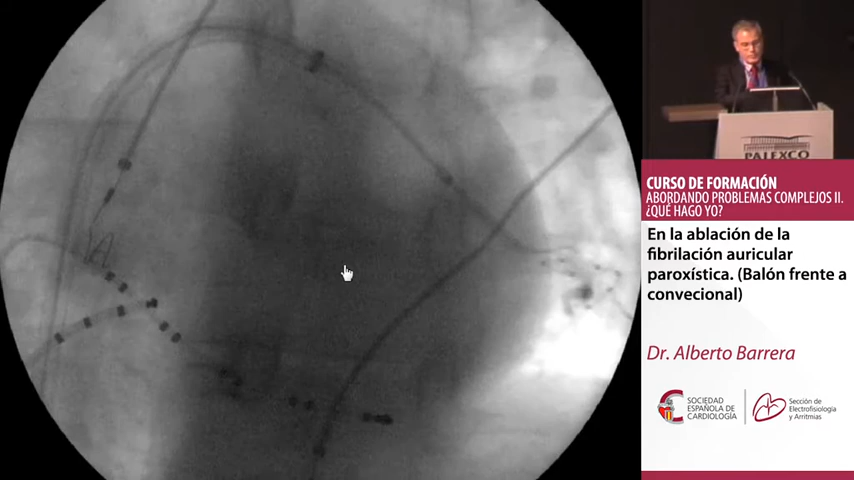 PALEXCO
CURSO DE FORMACIÓN
ABORDANDO PROBLEMAS COMPLEJOS II.
¿QUÉ HAGO YO?
En la ablación de la
fibrilación auricular
paroxística. (Balón frente a
convecional)
Dr. Alberto Barrera
SOCIEDAD
ESPAÑOLA DE
CARDIOLOGÍA
Sección de
Electrofisiología
y Arritmias